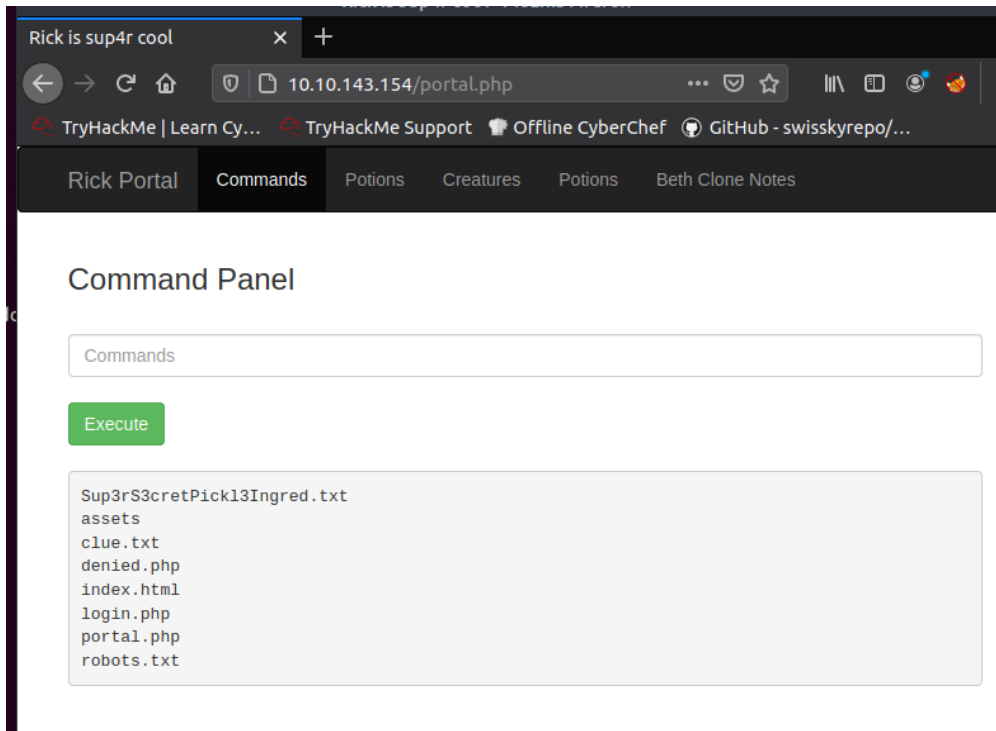 Rick is sup4r cool
10.10.143.154/portal.php
TryHackMe | Learn Cy... TryHackMe Support Offline CyberChef GitHub - swisskyrepo/...
Rick Portal Commands Potions Creatures Potions Beth Clone Notes
Command Panel
Commands
Execute
Sup3rS3cretPickl3Ingred.txt
assets
clue.txt
denied.php
index.html
login.php
portal.php
robots.txt